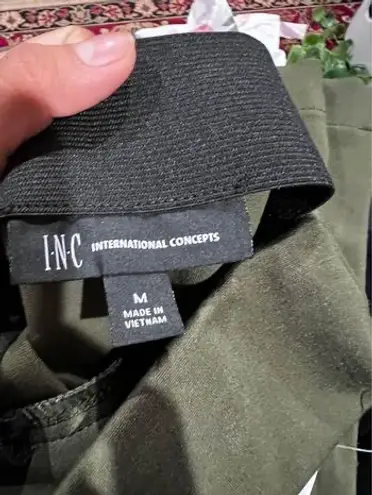 I·N·C INTERNATIONAL CONCEPTS
M
MADE IN
VIETNAM